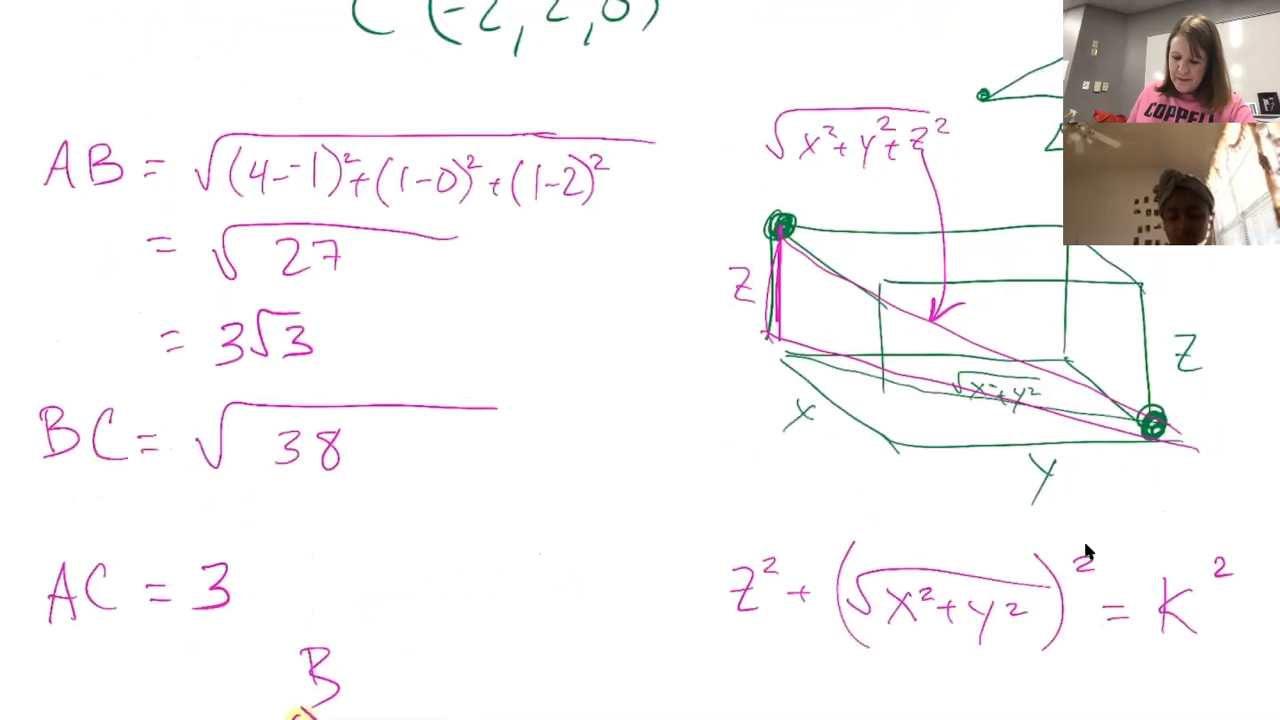 C (-2, 2, 0)
AB = √(4--1)²+(1-0)²+(1-2)²
= √27
= 3√3
BC = √38
AC = 3
B
√x²+y²+z²
z
√x²+y²
x
y
z
z² + (√x²+y²)² = K²
COPPELL